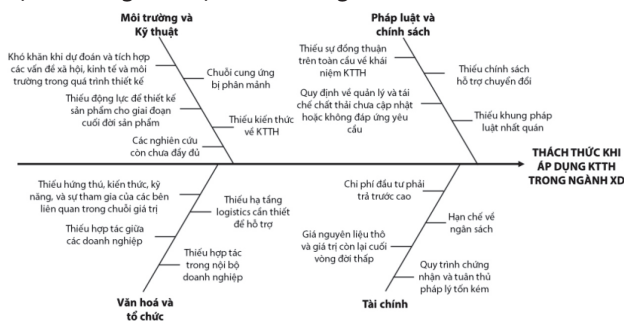 Môi trường và
Kỹ thuật
Khó khăn khi dự đoán và tích hợp
các vấn đề xã hội, kinh tế và môi
trường trong quá trình thiết kế
Thiếu động lực để thiết kế
sản phẩm cho giai đoạn
cuối đời sản phẩm
Các nghiên cứu
còn chưa đầy đủ
Chuỗi cung ứng
bị phân mảnh
Thiếu kiến thức
về KTTH
Pháp luật và
chính sách
Thiếu sự đồng thuận
trên toàn cầu về khái
niệm KTTH
Quy định về quản lý và tái
chế chất thải chưa cập nhật
hoặc không đáp ứng yêu
cầu
Thiếu chính sách
hỗ trợ chuyển đổi
Thiếu khung pháp
luật nhất quán
THÁCH THỨC KHI
ÁP DỤNG KTTH
TRONG NGÀNH XD
Thiếu hứng thú, kiến thức, kỹ
năng, và sự tham gia của các bên
liên quan trong chuỗi giá trị
Thiếu hợp tác giữa
các doanh nghiệp
Thiếu hạ tầng
logistics cần thiết
để hỗ trợ
Thiếu hợp tác
trong nội bộ
doanh nghiệp
Văn hoá và
tổ chức
Chi phí đầu tư phải
trả trước cao
Giá nguyên liệu thô
và giá trị còn lại cuối
vòng đời thấp
Hạn chế về
ngân sách
Quy trình chứng
nhận và tuân thủ
pháp lý tốn kém
Tài chính